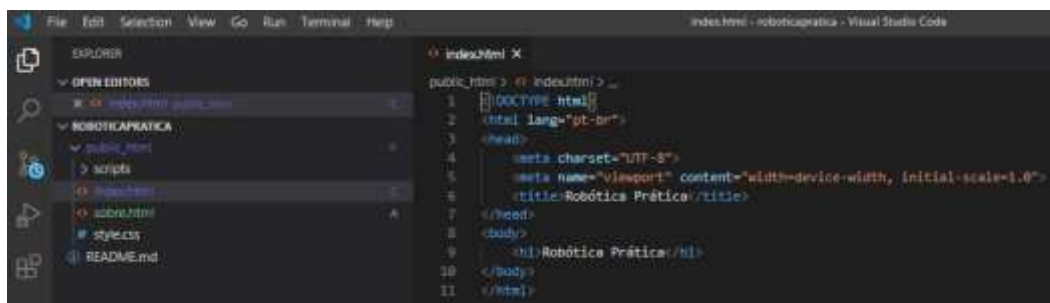 File Edit Selection View Go Run Terminal Help
index.html - roboticapratica - Visual Studio Code
EXPLORER
OPEN EDITORS
index.html public_html
ROBOTICAPRATICA
public_html
scripts
index.html
sobre.html A
style.css
README.md
index.html X
public_html > index.html > ...
1 <!DOCTYPE html>
2 <html lang="pt-br">
3 <head>
4 <meta charset="UTF-8">
5 <meta name="viewport" content="width=device-width, initial-scale=1.0">
6 <title>Robótica Prática</title>
7 </head>
8 <body>
9 <h1>Robótica Prática</h1>
10 </body>
11 </html>